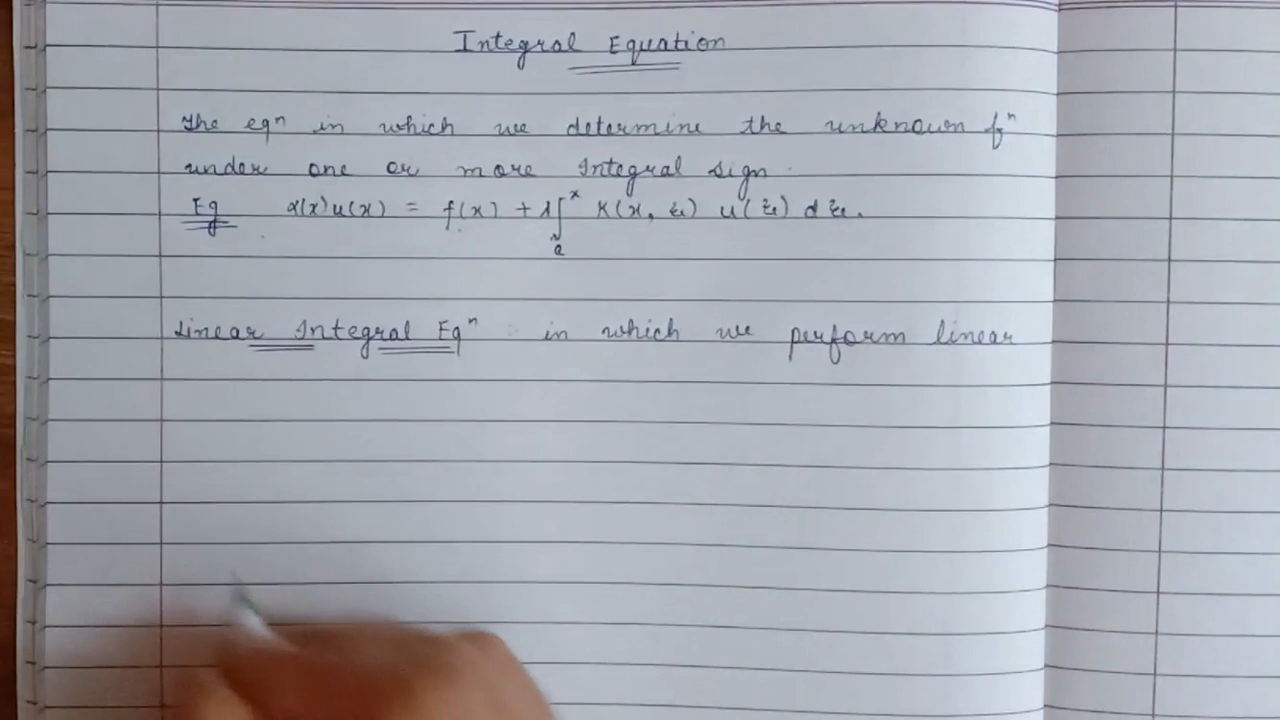 Integral Equation
The eqⁿ in which we determine the unknown fⁿ
under one or more Integral sign.
Eg α(x)u(x) = f(x) + λ∫ₐˣ K(x, ξ) u(ξ) dξ.
Linear Integral Eqⁿ : in which we perform linear